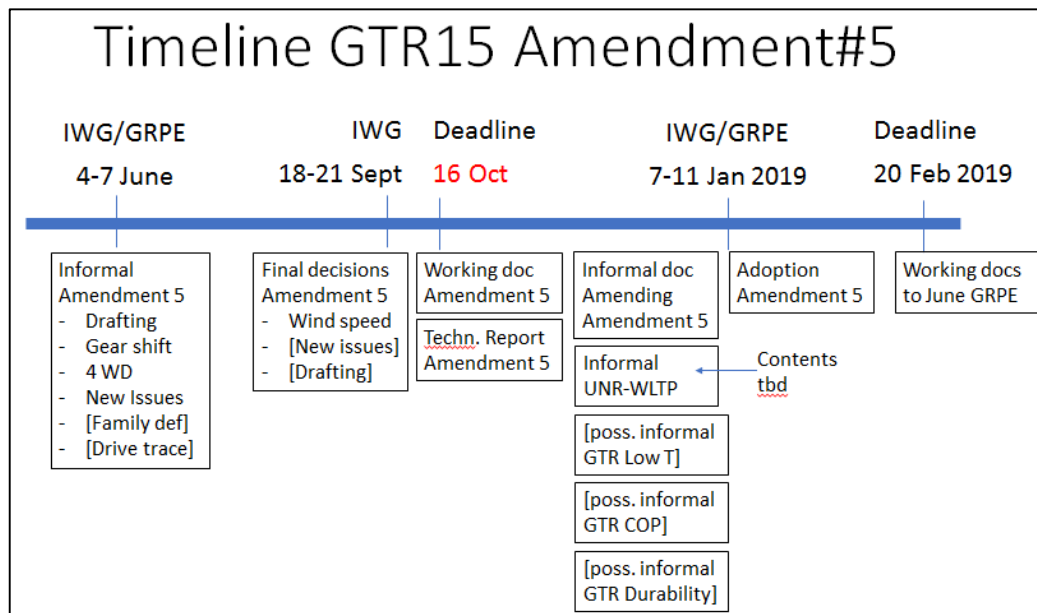 Timeline GTR15 Amendment#5
IWG/GRPE
4-7 June
IWG
18-21 Sept
Deadline
16 Oct
IWG/GRPE
7-11 Jan 2019
Deadline
20 Feb 2019
Informal
Amendment 5
- Drafting
- Gear shift
- 4 WD
- New Issues
- [Family def]
- [Drive trace]
Final decisions
Amendment 5
- Wind speed
- [New issues]
- [Drafting]
Working doc
Amendment 5
Techn. Report
Amendment 5
Informal doc
Amending
Amendment 5
Informal
UNR-WLTP
[poss. informal
GTR Low T]
[poss. informal
GTR COP]
[poss. informal
GTR Durability]
Adoption
Amendment 5
Contents
tbd
Working docs
to June GRPE